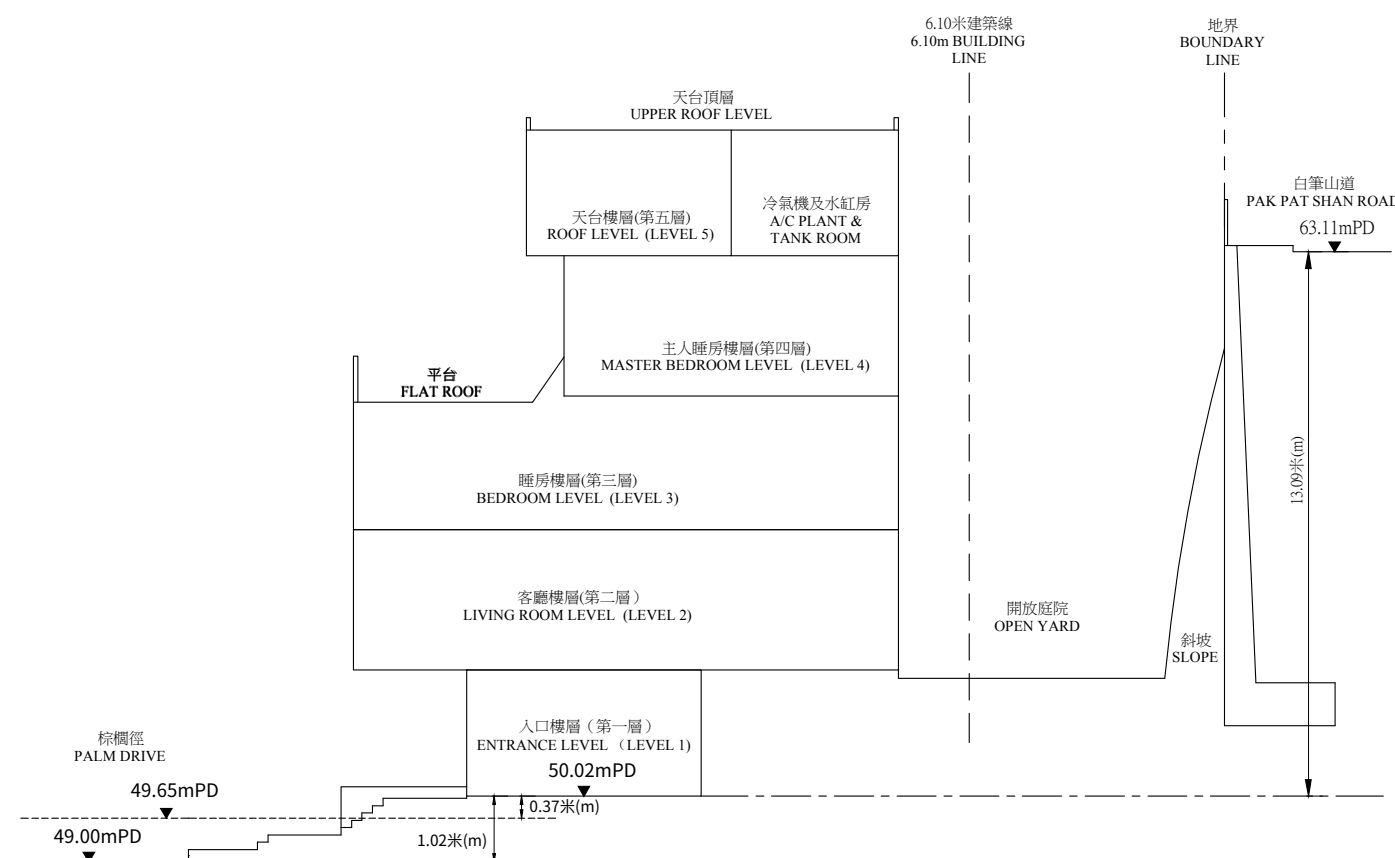 6.10米建築線
6.10m BUILDING
LINE
地界
BOUNDARY
LINE
天台頂層
UPPER ROOF LEVEL
白筆山道
PAK PAT SHAN ROAD
63.11mPD
天台樓層(第五層)
ROOF LEVEL (LEVEL 5)
冷氣機及水缸房
A/C PLANT &
TANK ROOM
主人睡房樓層(第四層)
MASTER BEDROOM LEVEL (LEVEL 4)
平台
FLAT ROOF
13.09米(m)
睡房樓層(第三層)
BEDROOM LEVEL (LEVEL 3)
客廳樓層(第二層）
LIVING ROOM LEVEL (LEVEL 2)
開放庭院
OPEN YARD
斜坡
SLOPE
入口樓層（第一層）
ENTRANCE LEVEL （LEVEL 1)
50.02mPD
棕櫚徑
PALM DRIVE
49.65mPD
0.37米(m)
49.00mPD
1.02米(m)